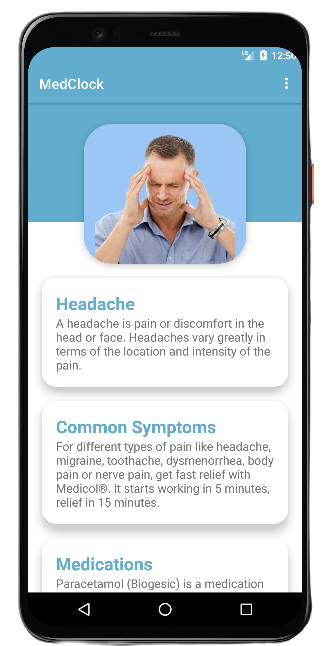 12:50
MedClock
Headache
A headache is pain or discomfort in the
head or face. Headaches vary greatly in
terms of the location and intensity of the
pain.
Common Symptoms
For different types of pain like headache,
migraine, toothache, dysmenorrhea, body
pain or nerve pain, get fast relief with
Medicol®. It starts working in 5 minutes,
relief in 15 minutes.
Medications
Paracetamol (Biogesic) is a medication